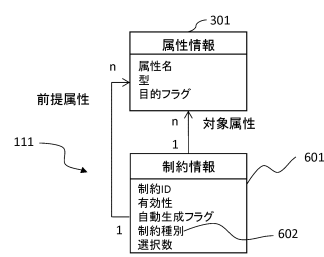 301
属性情報
属性名
型
目的フラグ
n
前提属性
n
対象属性
1
111
制約情報
601
制約ID
有効性
自動生成フラグ
制約種別
選択数
1
602